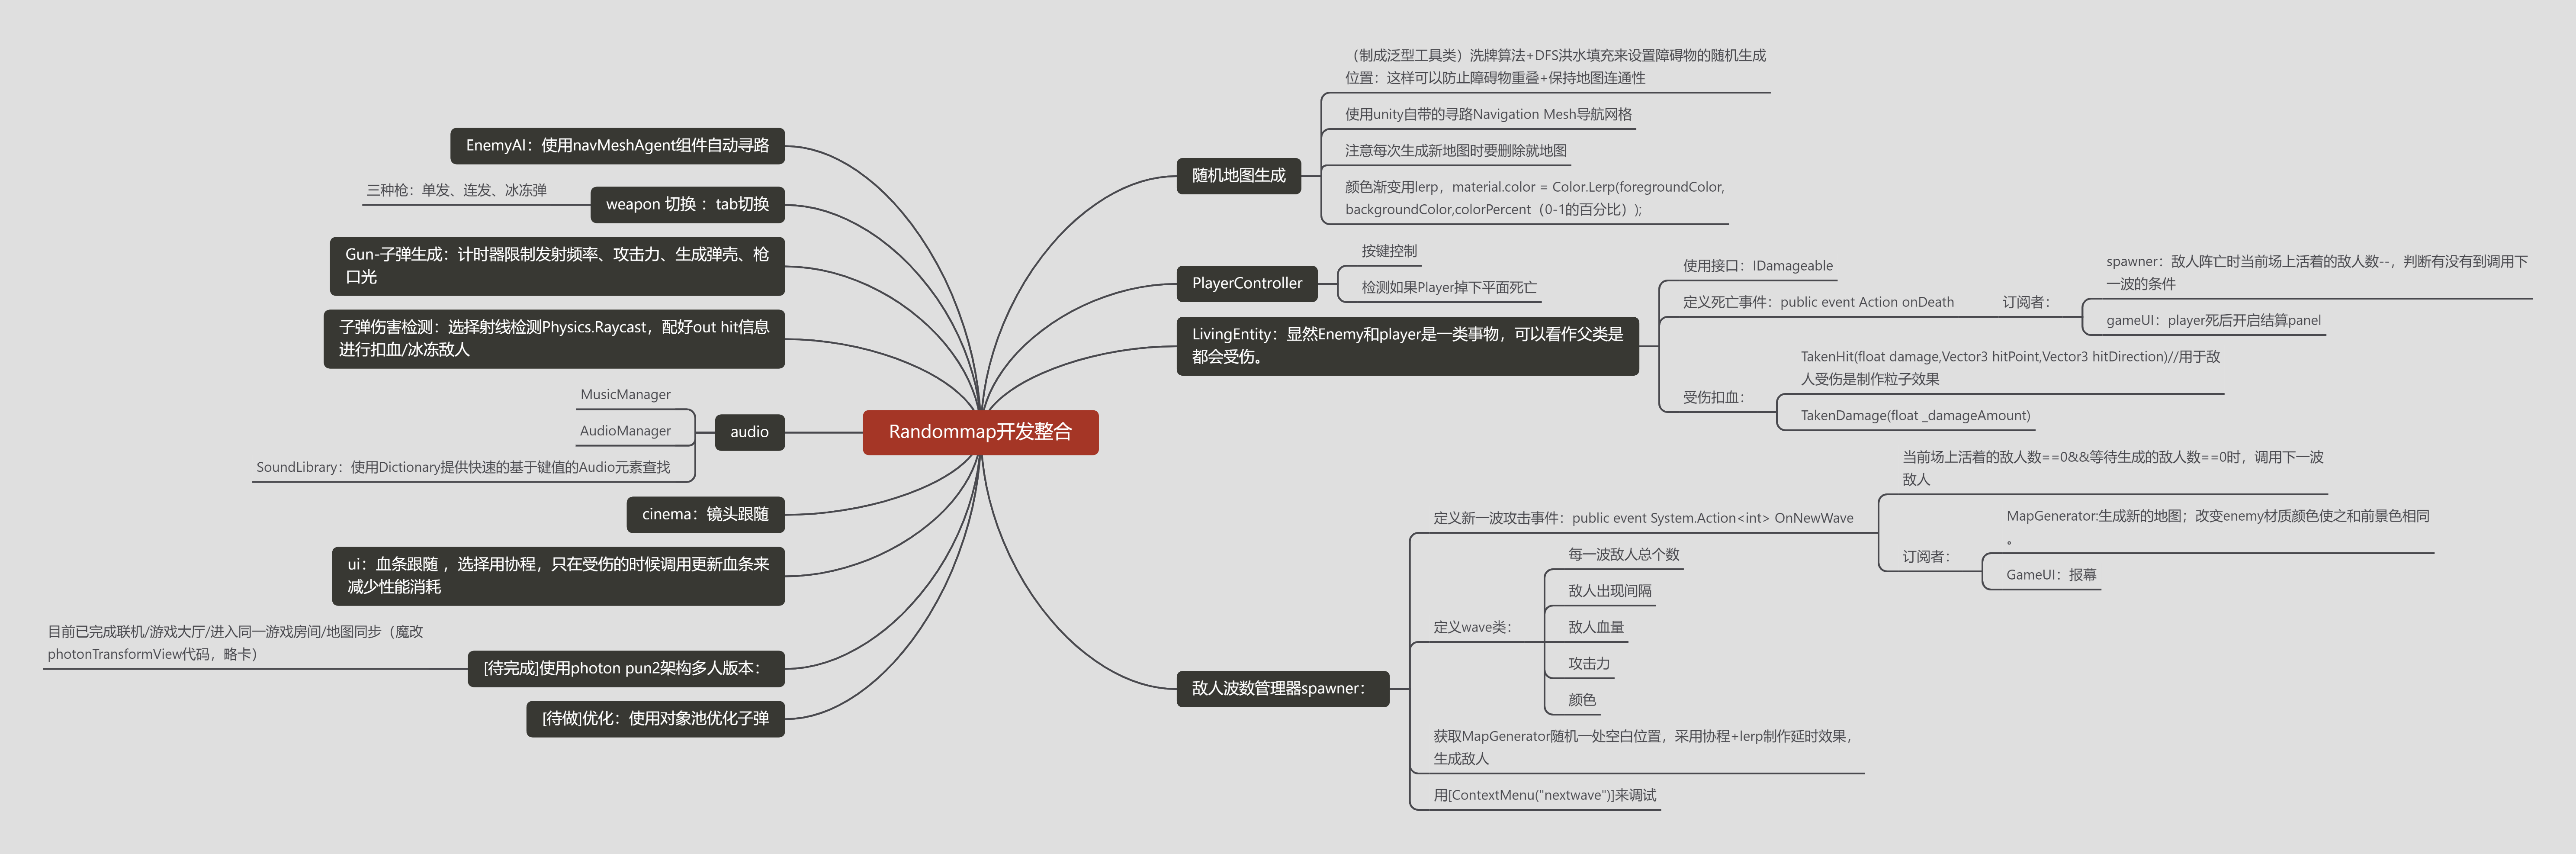 Randommap开发整合
随机地图生成
（制成泛型工具类）洗牌算法+DFS洪水填充来设置障碍物的随机生成
位置：这样可以防止障碍物重叠+保持地图连通性
使用unity自带的寻路Navigation Mesh导航网格
注意每次生成新地图时要删除就地图
颜色渐变用lerp，material.color = Color.Lerp(foregroundColor,
backgroundColor,colorPercent（0-1的百分比）);
PlayerController
按键控制
检测如果Player掉下平面死亡
LivingEntity：显然Enemy和player是一类事物，可以看作父类是
都会受伤。
使用接口：IDamageable
定义死亡事件：public event Action onDeath
订阅者：
spawner：敌人阵亡时当前场上活着的敌人数--，判断有没有到调用下
一波的条件
gameUI：player死后开启结算panel
受伤扣血：
TakenHit(float damage,Vector3 hitPoint,Vector3 hitDirection)//用于敌
人受伤是制作粒子效果
TakenDamage(float _damageAmount)
敌人波数管理器spawner：
定义新一波攻击事件：public event System.Action<int> OnNewWave
当前场上活着的敌人数==0&&等待生成的敌人数==0时，调用下一波
敌人
订阅者：
MapGenerator:生成新的地图；改变enemy材质颜色使之和前景色相同
。
GameUI：报幕
定义wave类：
每一波敌人总个数
敌人出现间隔
敌人血量
攻击力
颜色
获取MapGenerator随机一处空白位置，采用协程+lerp制作延时效果，
生成敌人
用[ContextMenu("nextwave")]来调试
EnemyAI：使用navMeshAgent组件自动寻路
weapon 切换 ：tab切换
三种枪：单发、连发、冰冻弹
Gun-子弹生成：计时器限制发射频率、攻击力、生成弹壳、枪
口光
子弹伤害检测：选择射线检测Physics.Raycast，配好out hit信息
进行扣血/冰冻敌人
audio
MusicManager
AudioManager
SoundLibrary：使用Dictionary提供快速的基于键值的Audio元素查找
cinema：镜头跟随
ui：血条跟随 ，选择用协程，只在受伤的时候调用更新血条来
减少性能消耗
[待完成]使用photon pun2架构多人版本：
目前已完成联机/游戏大厅/进入同一游戏房间/地图同步（魔改
photonTransformView代码，略卡）
[待做]优化：使用对象池优化子弹